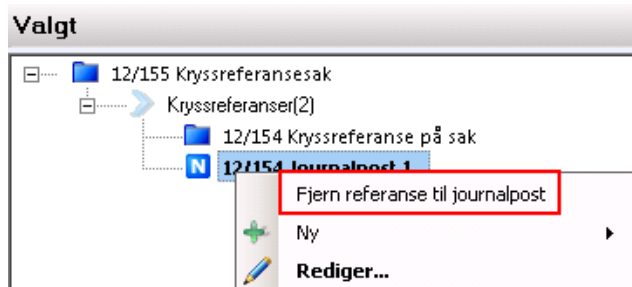 Valgt
12/155 Kryssreferansesak
Kryssreferanser(2)
12/154 Kryssreferanse på sak
N 12/154 Journalpost 1
Fjern referanse til journalpost
Ny
Rediger...